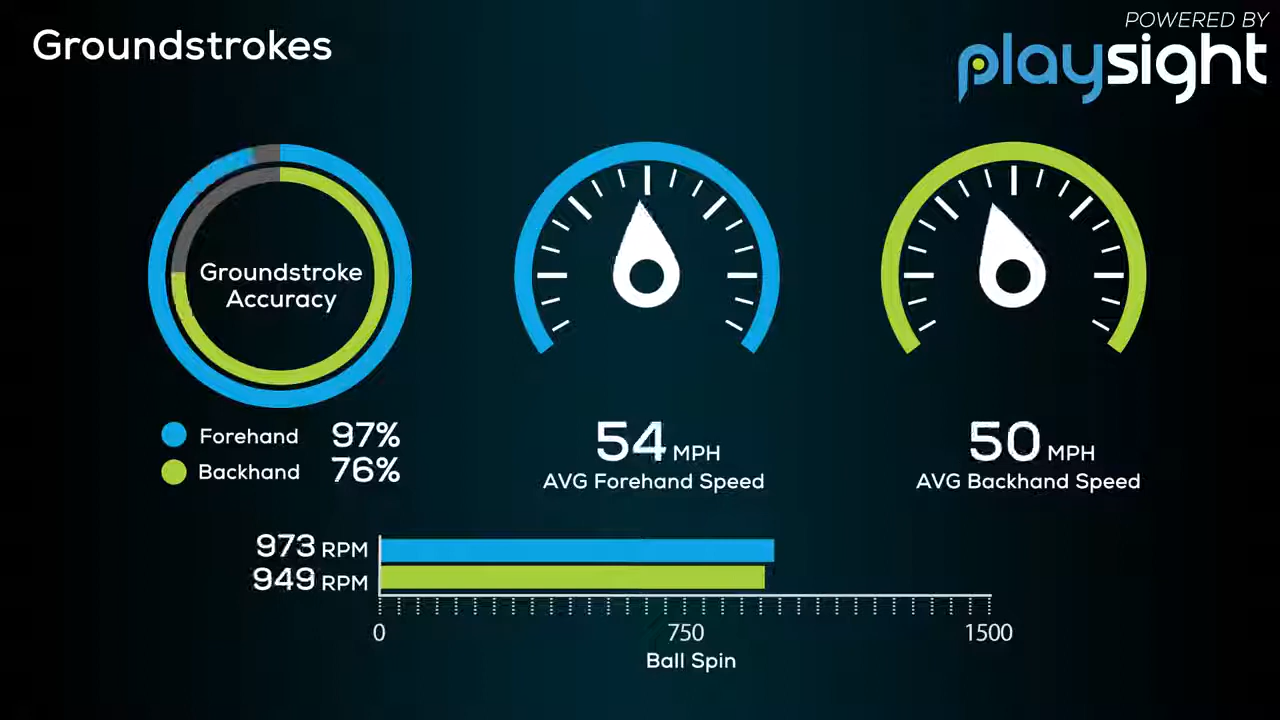 Groundstrokes
POWERED BY
playsight
Groundstroke
Accuracy
Forehand 97%
Backhand 76%
54 MPH
AVG Forehand Speed
50 MPH
AVG Backhand Speed
973 RPM
949 RPM
0 750 1500
Ball Spin